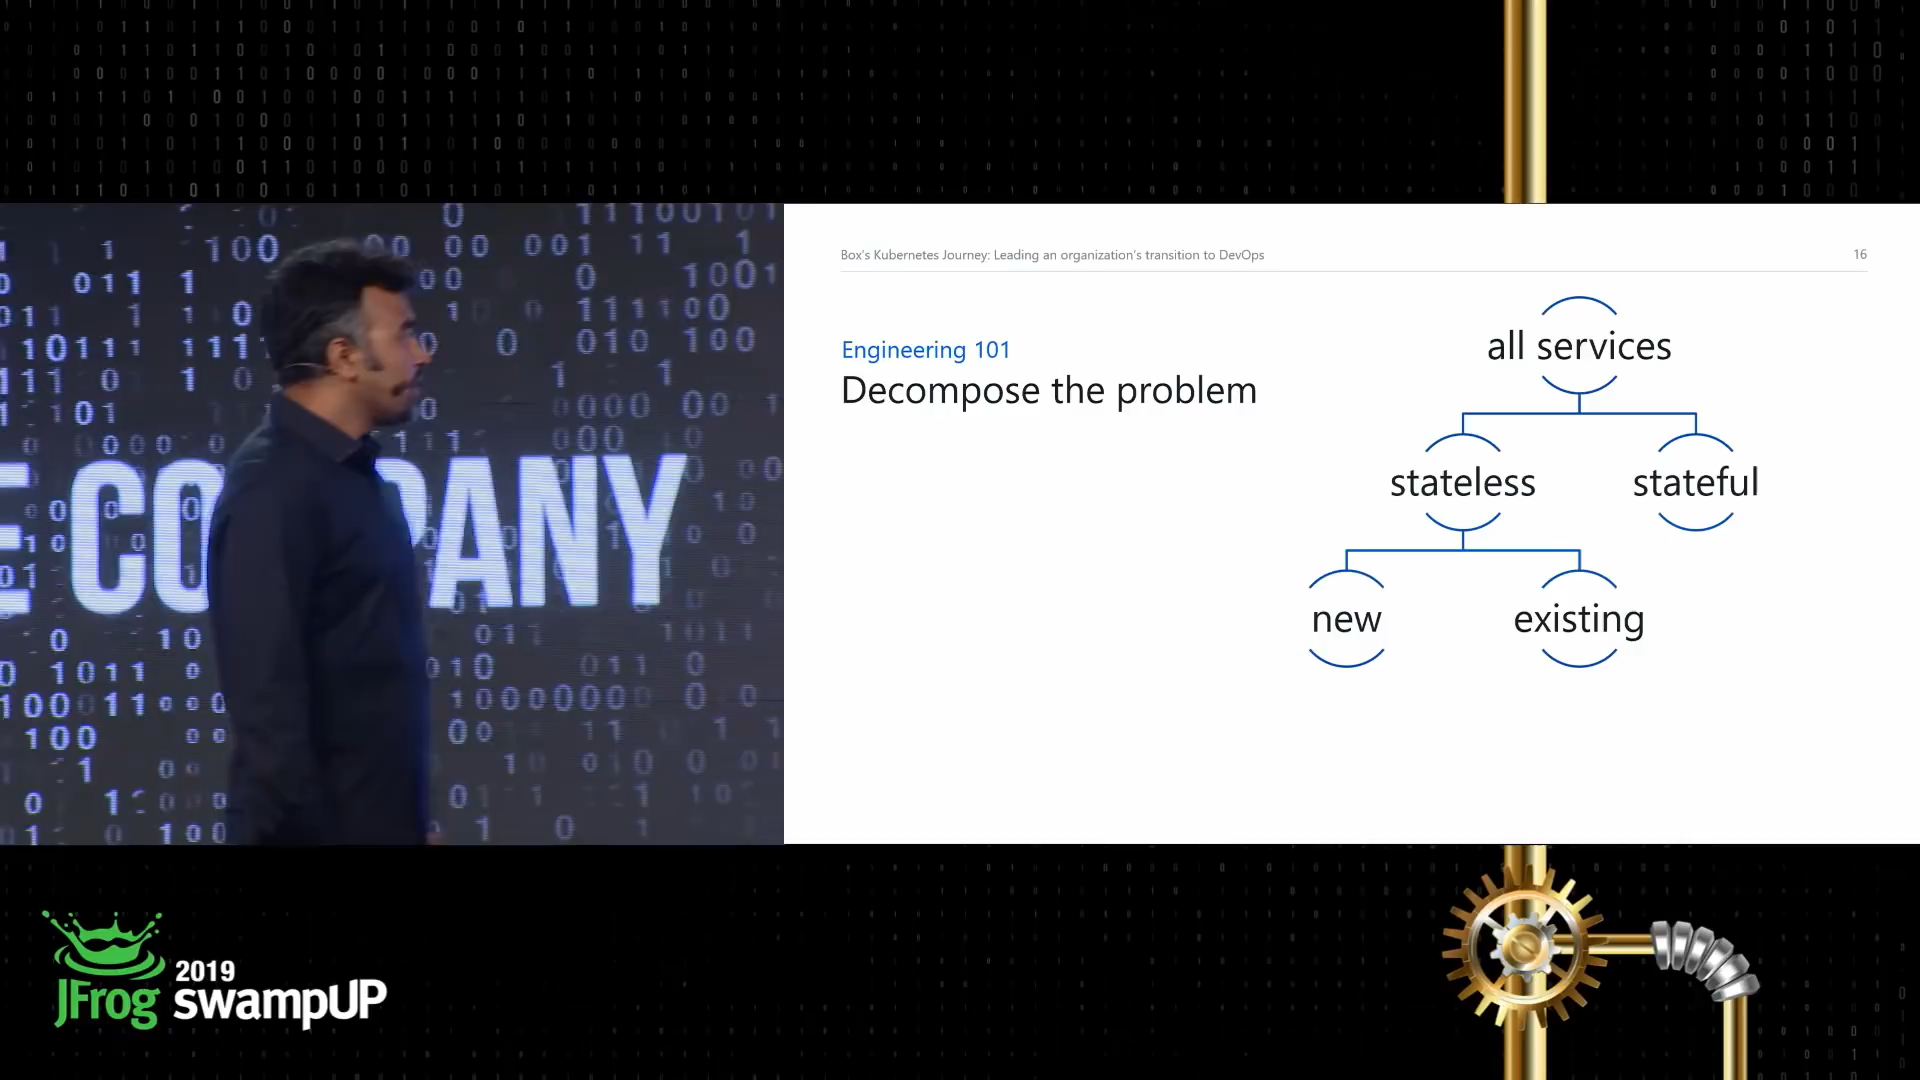 COMPANY
Box's Kubernetes Journey: Leading an organization's transition to DevOps
16
Engineering 101
Decompose the problem
all services
stateless
stateful
new
existing
JFrog
2019
swampUP